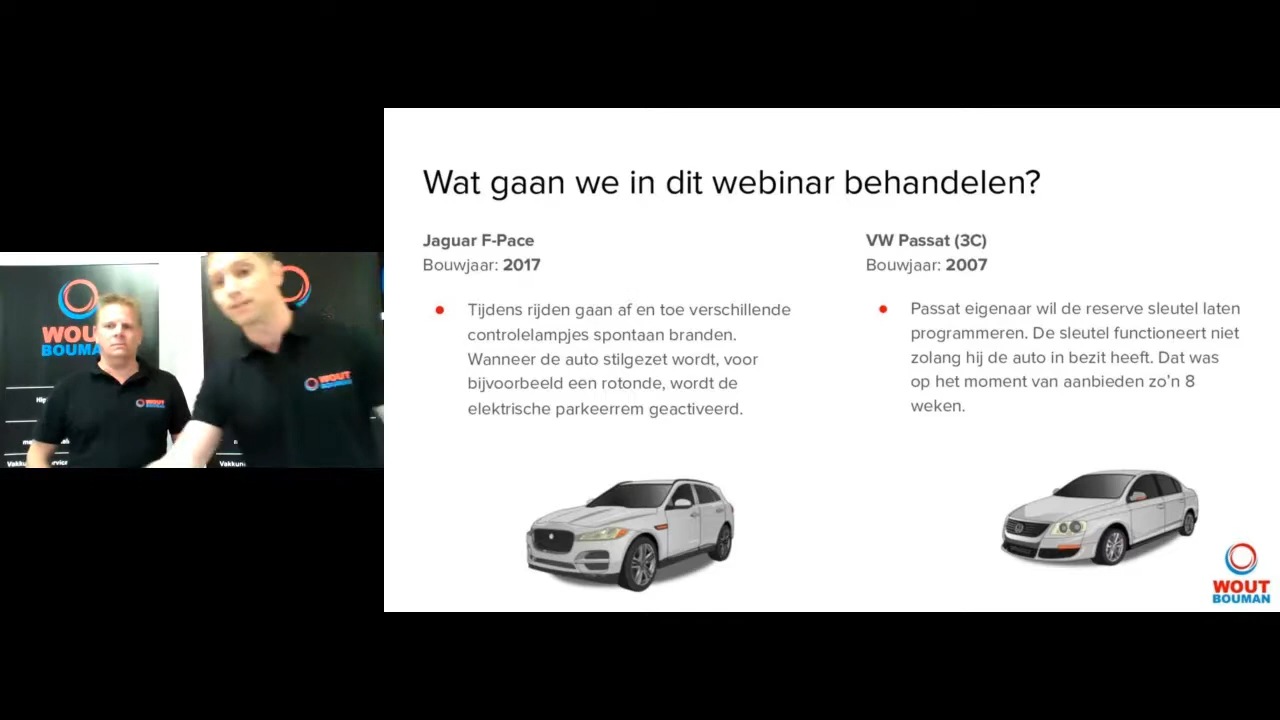 Wat gaan we in dit webinar behandelen?
Jaguar F-Pace
Bouwjaar: 2017
Tijdens rijden gaan af en toe verschillende
controlelampjes spontaan branden.
Wanneer de auto stilgezet wordt, voor
bijvoorbeeld een rotonde, wordt de
elektrische parkeerrem geactiveerd.
VW Passat (3C)
Bouwjaar: 2007
Passat eigenaar wil de reserve sleutel laten
programmeren. De sleutel functioneert niet
zolang hij de auto in bezit heeft. Dat was
op het moment van aanbieden zo'n 8
weken.
WOUT
BOUMAN
WOUT
BOUMAN
WOUT
BOUMAN